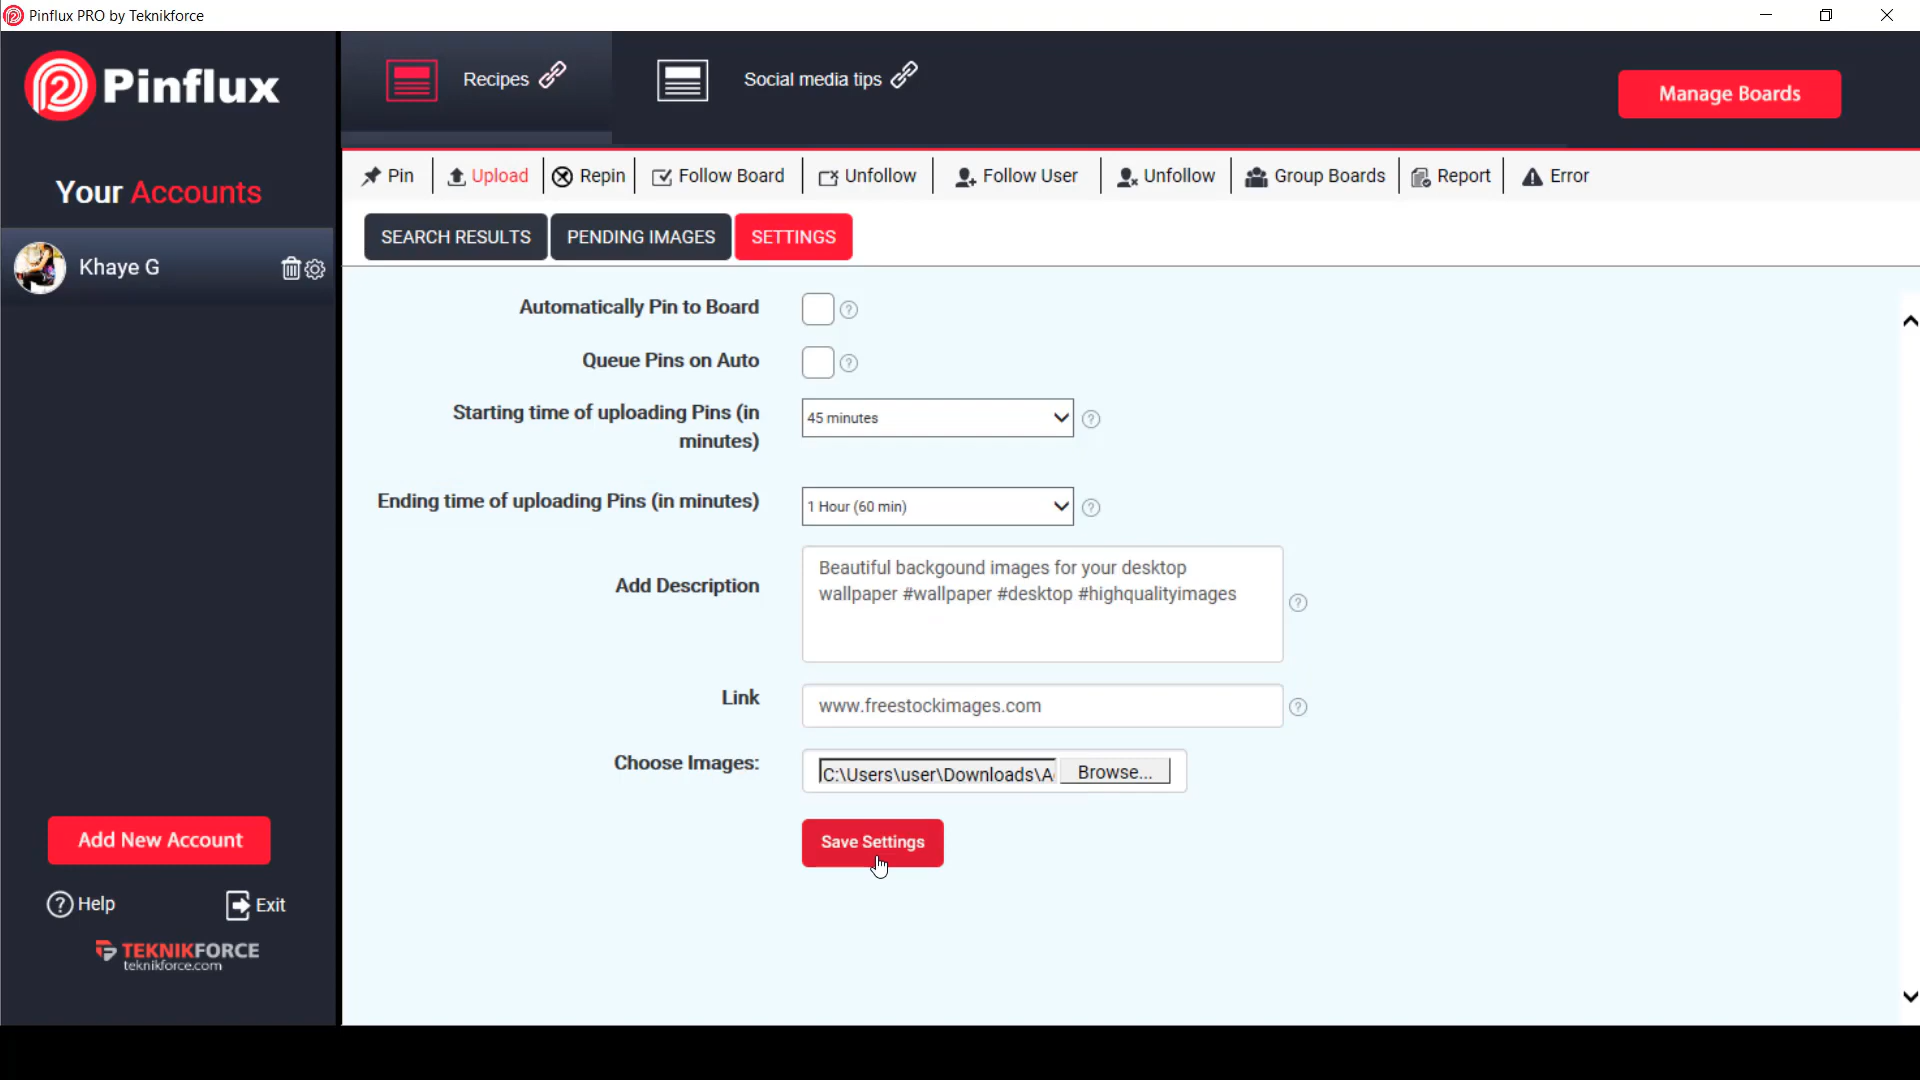 Pinflux PRO by Teknikforce
Pinflux
Recipes
Social media tips
Manage Boards
Your Accounts
Pin
Upload
Repin
Follow Board
Unfollow
Follow User
Unfollow
Group Boards
Report
Error
SEARCH RESULTS
PENDING IMAGES
SETTINGS
Khaye G
Automatically Pin to Board
Queue Pins on Auto
Starting time of uploading Pins (in
minutes)
45 minutes
Ending time of uploading Pins (in minutes)
1 Hour (60 min)
Add Description
Beautiful backgound images for your desktop
wallpaper #wallpaper #desktop #highqualityimages
Link
www.freestockimages.com
Choose Images:
C:\Users\user\Downloads\A
Browse...
Save Settings
Add New Account
Help
Exit
TEKNIKFORCE
teknikforce.com